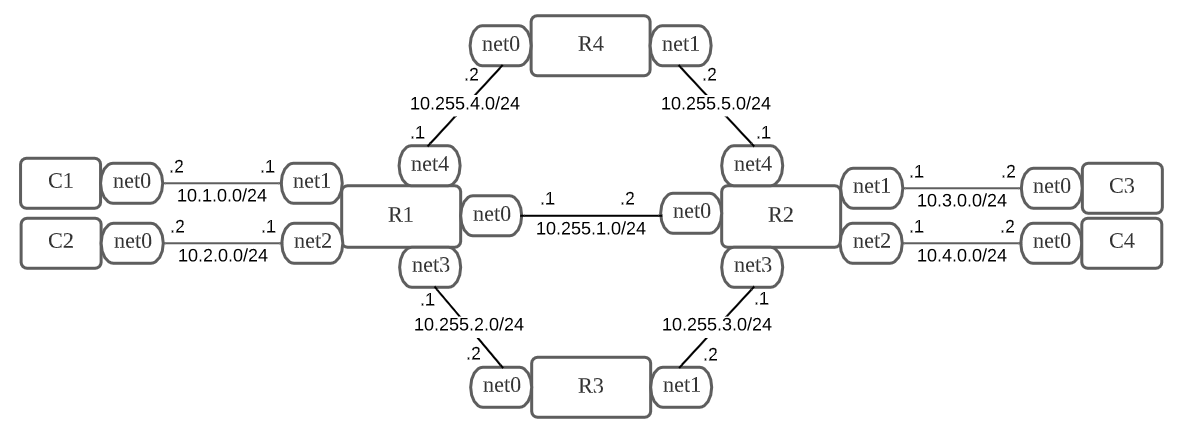 net0 R4 net1
.2 .2
10.255.4.0/24 10.255.5.0/24
.1 .1
net4 net4
C1 net0 .2 .1 net1 net1 .1 .2 net0 C3
10.1.0.0/24 10.3.0.0/24
R1 net0 .1 .2 net0 R2
10.255.1.0/24
C2 net0 .2 .1 net2 net2 .1 .2 net0 C4
10.2.0.0/24 10.4.0.0/24
net3 net3
.1 .1
10.255.2.0/24 10.255.3.0/24
.2 .2
net0 R3 net1